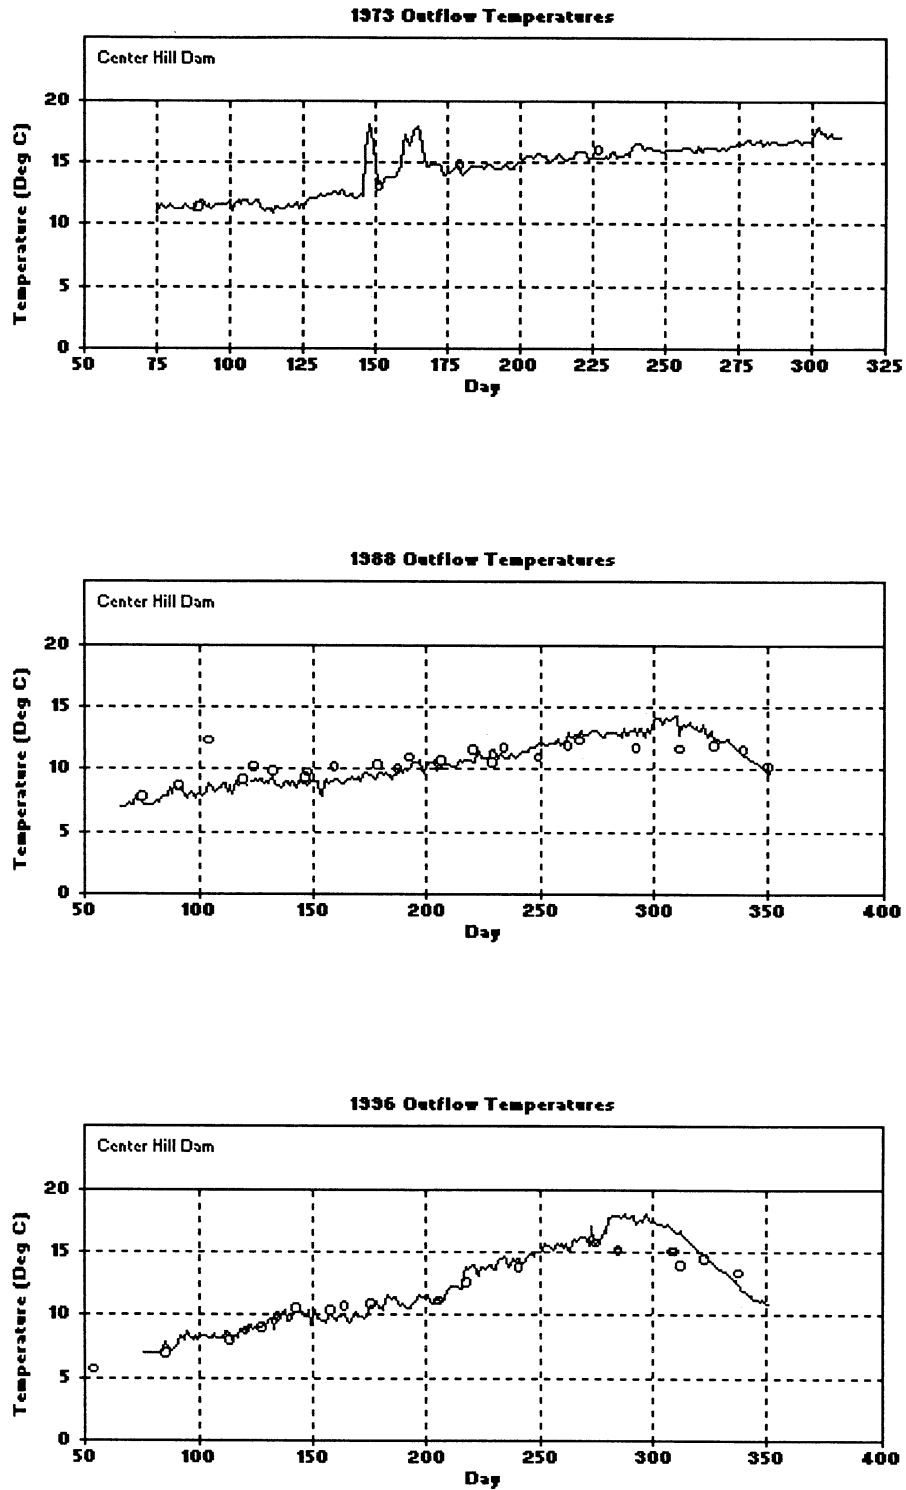 1973 Outflow Temperatures
Center Hill Dam
Temperature (Deg C)
20
15
10
5
0
50 75 100 125 150 175 200 225 250 275 300 325
Day
1988 Outflow Temperatures
Center Hill Dam
Temperature (Deg C)
20
15
10
5
0
50 100 150 200 250 300 350 400
Day
1996 Outflow Temperatures
Center Hill Dam
Temperature (Deg C)
20
15
10
5
0
50 100 150 200 250 300 350 400
Day